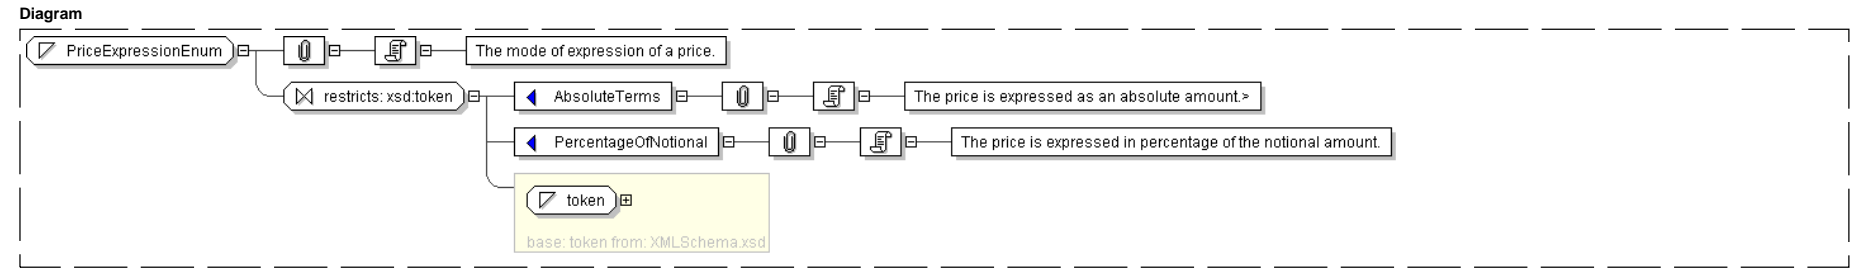 Diagram
PriceExpressionEnum The mode of expression of a price.
restricts: xsd:token AbsoluteTerms The price is expressed as an absolute amount.>
PercentageOfNotional The price is expressed in percentage of the notional amount.
token
base: token from: XMLSchema.xsd